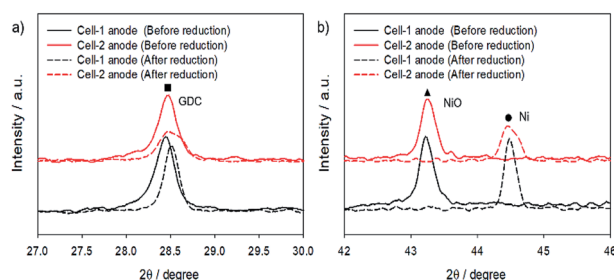 a)
Cell-1 anode (Before reduction)
Cell-2 anode (Before reduction)
Cell-1 anode (After reduction)
Cell-2 anode (After reduction)
GDC
Intensity / a.u.
27.0 27.5 28.0 28.5 29.0 29.5 30.0
2θ / degree
b)
Cell-1 anode (Before reduction)
Cell-2 anode (Before reduction)
Cell-1 anode (After reduction)
Cell-2 anode (After reduction)
NiO
Ni
Intensity / a.u.
42 43 44 45 46
2θ / degree